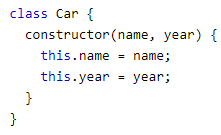 class Car {
  constructor(name, year) {
    this.name = name;
    this.year = year;
  }
}